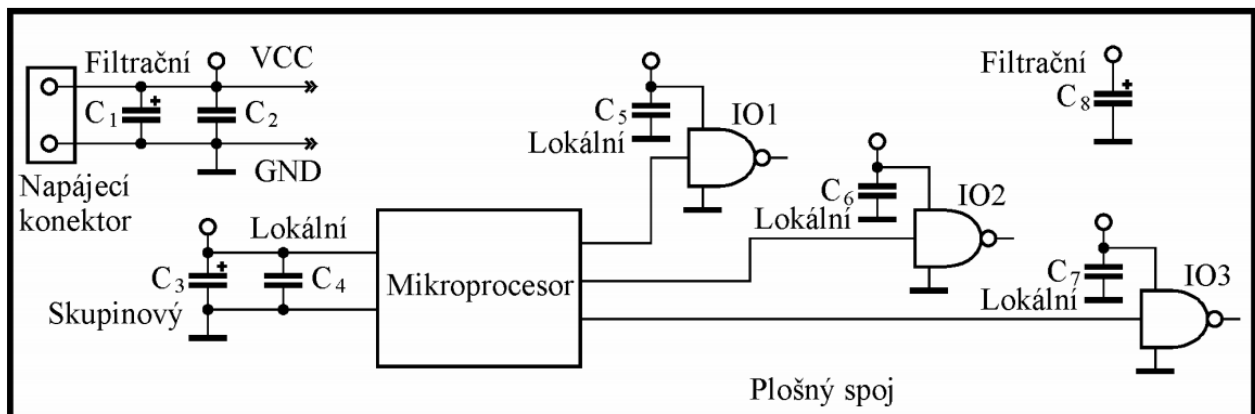 Filtrační
VCC
C1
+
C2
GND
Napájecí
konektor
Lokální
C3
+
C4
Skupinový
Mikroprocesor
C5
Lokální
IO1
C6
Lokální
IO2
Filtrační
C8
+
C7
Lokální
IO3
Plošný spoj